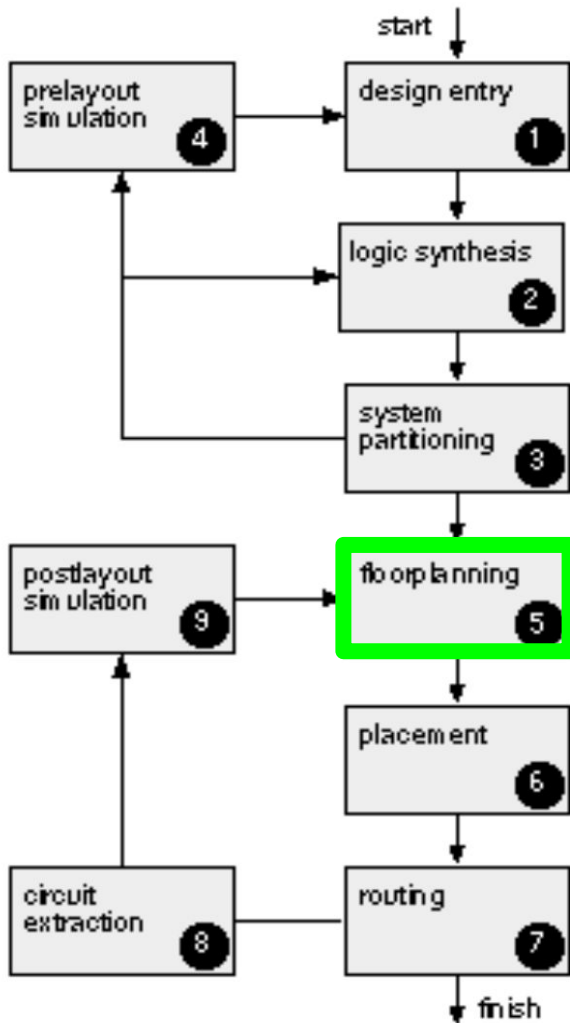 start
prelayout
simulation
4
design entry
1
logic synthesis
2
system
partitioning
3
postlayout
simulation
9
floorplanning
5
placement
6
circuit
extraction
8
routing
7
finish